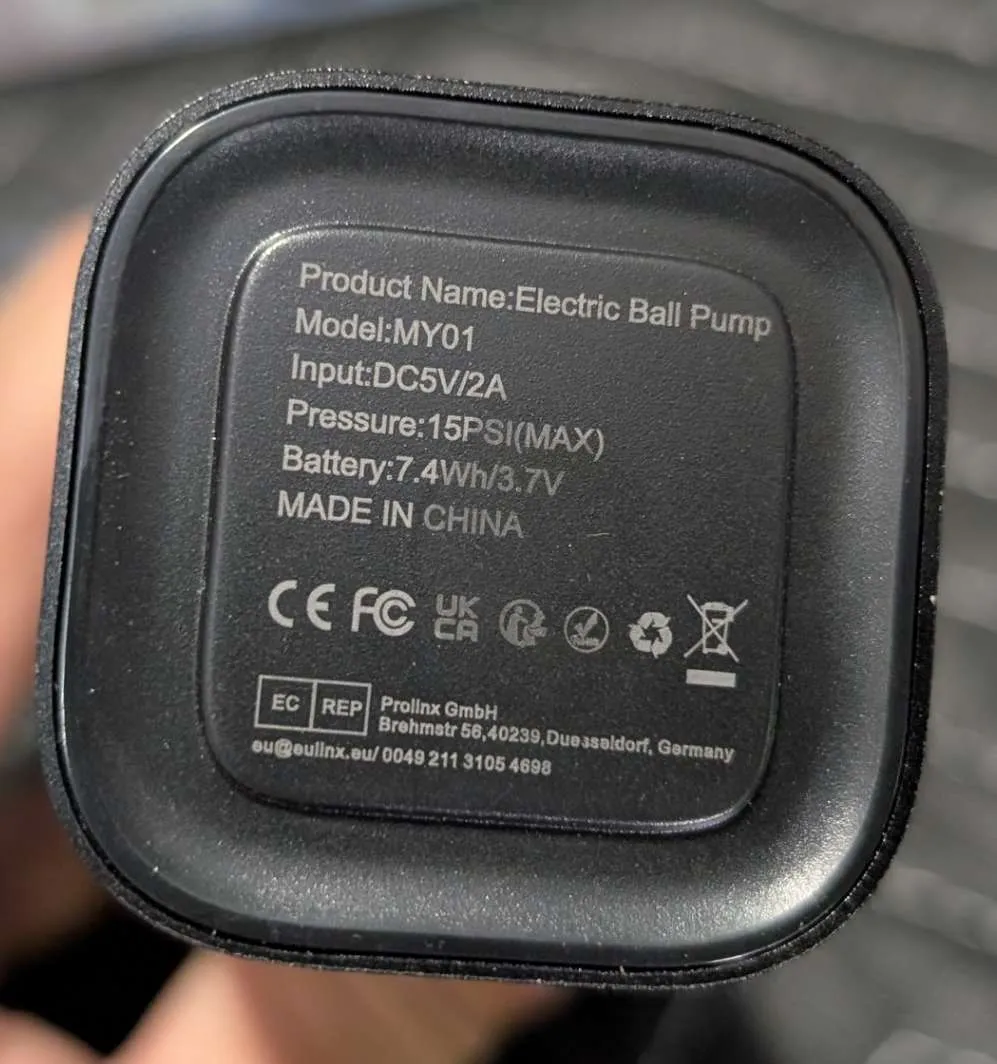 Product Name:Electric Ball Pump
Model:MY01
Input:DC5V/2A
Pressure:15PSI(MAX)
Battery:7.4Wh/3.7V
MADE IN CHINA
CE FC UK CA
EC REP
Prolinx GmbH
Brehmstr 56,40239,Duesseldorf, Germany
eu@eulinx.eu/ 0049 211 3105 4698